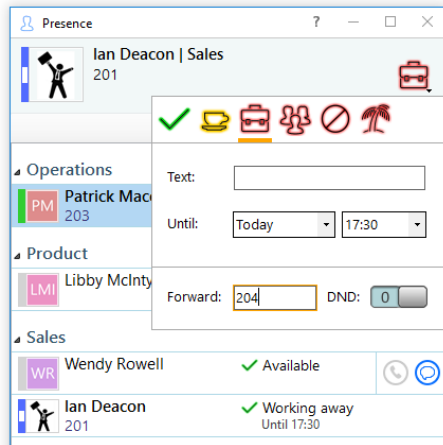 Presence
Ian Deacon | Sales
201
Text:
Until: Today 17:30
Forward: 204 DND: 0
Operations
PM Patrick Mac
203
Product
LMI Libby McInty
Sales
WR Wendy Rowell Available
Ian Deacon Working away
201 Until 17:30